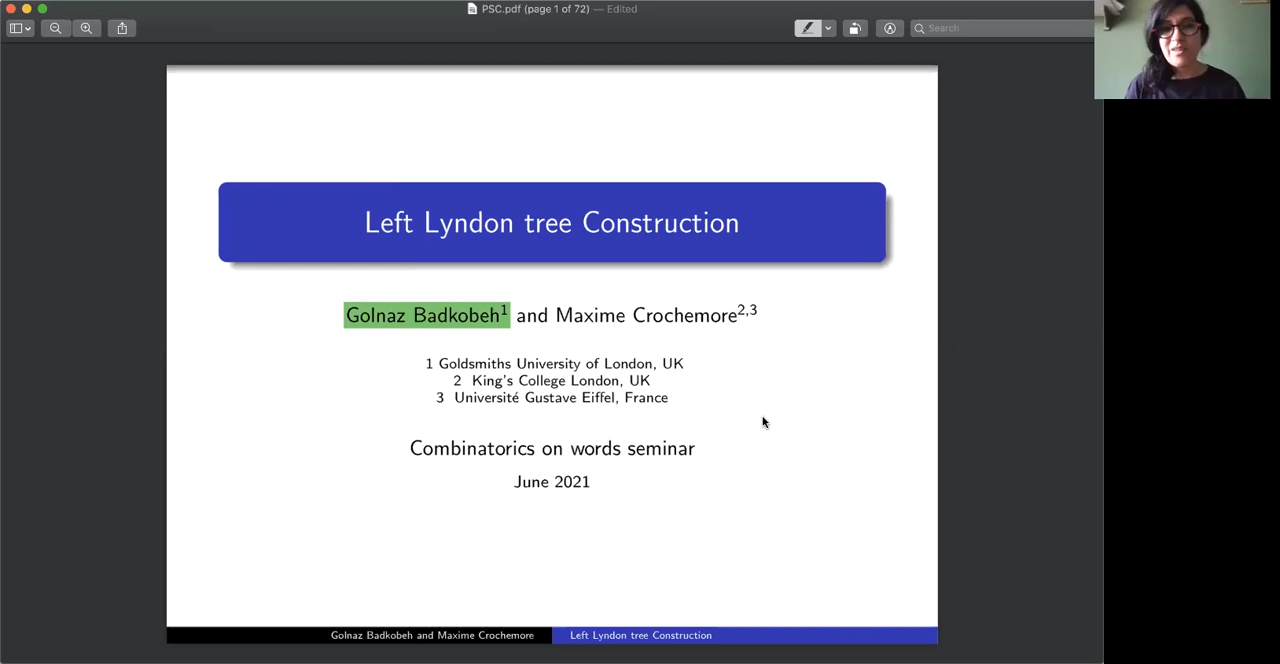 PSC.pdf (page 1 of 72) — Edited
Search
Left Lyndon tree Construction
Golnaz Badkobeh1 and Maxime Crochemore2,3
1 Goldsmiths University of London, UK
2 King's College London, UK
3 Université Gustave Eiffel, France
Combinatorics on words seminar
June 2021
Golnaz Badkobeh and Maxime Crochemore Left Lyndon tree Construction